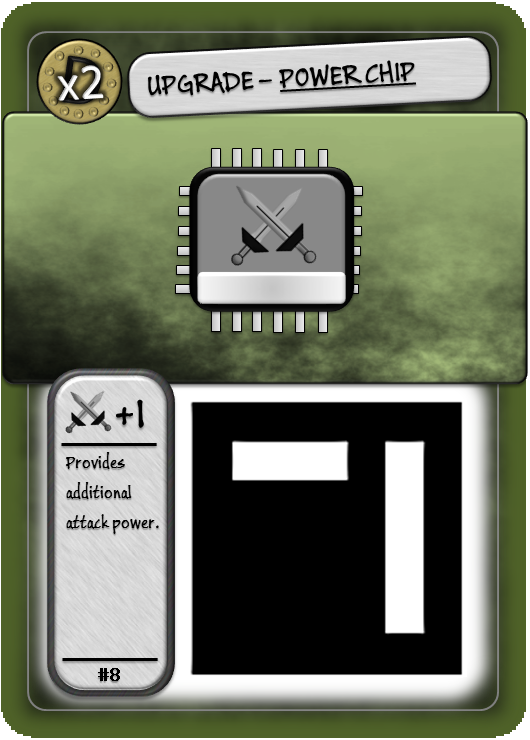 x2
UPGRADE – POWER CHIP
+1
Provides
additional
attack power.
#8